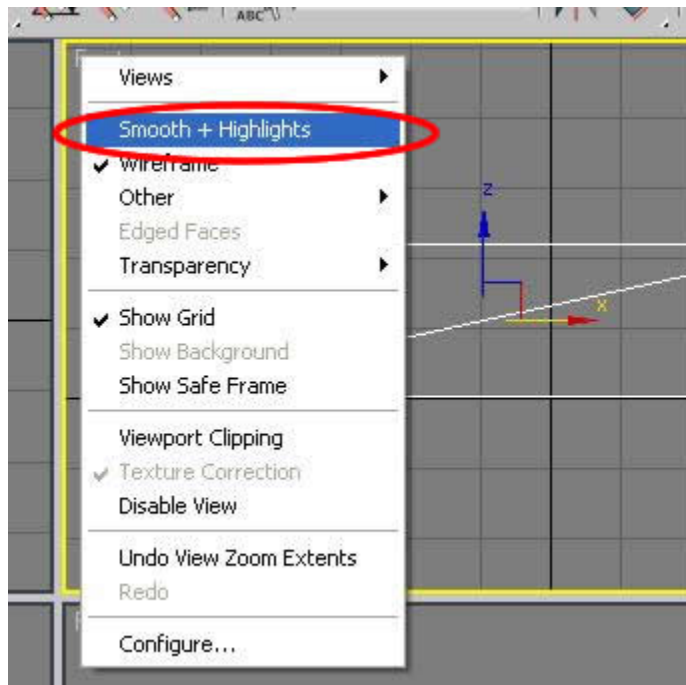 ABC
Views
Smooth + Highlights
Wireframe
Other
Edged Faces
Transparency
Show Grid
Show Background
Show Safe Frame
Viewport Clipping
Texture Correction
Disable View
Undo View Zoom Extents
Redo
Configure...
z
x